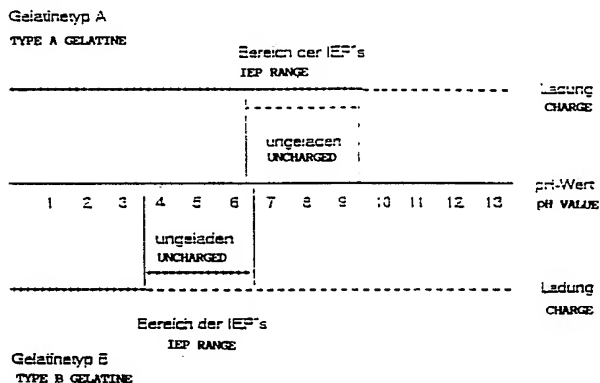 Gelatinetyp A
TYPE A GELATINE
Bereich der IEP's
IEP RANGE
Ladung
CHARGE
ungeladen
UNCHARGED
pH-Wert
1 2 3 4 5 6 7 8 9 10 11 12 13
pH VALUE
ungeladen
UNCHARGED
Ladung
CHARGE
Bereich der IEP's
IEP RANGE
Gelatinetyp B
TYPE B GELATINE